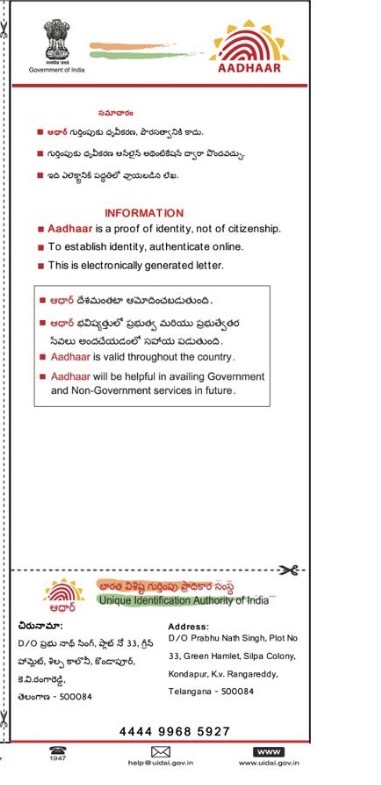 Government of India
AADHAAR
సమాచారం
■ ఆధార్ గుర్తింపుకు ధృవీకరణ, పౌరసత్వానికి కాదు.
■ గుర్తింపుకు ధృవీకరణ ఆన్‌లైన్ అథెంటికేషన్ ద్వారా పొందవచ్చు.
■ ఇది ఎలక్ట్రానిక్ పద్ధతిలో వ్రాయబడిన లేఖ.
INFORMATION
■ Aadhaar is a proof of identity, not of citizenship.
■ To establish identity, authenticate online.
■ This is electronically generated letter.
■ ఆధార్ దేశమంతటా ఆమోదించబడుతుంది.
■ ఆధార్ భవిష్యత్తులో ప్రభుత్వ మరియు ప్రభుత్వేతర
సేవలు అందచేయడంలో సహాయ పడుతుంది.
■ Aadhaar is valid throughout the country.
■ Aadhaar will be helpful in availing Government
and Non-Government services in future.
భారత విశిష్ట గుర్తింపు ప్రాధికార సంస్థ
Unique Identification Authority of India
ఆధార్
చిరునామా:
D/O ప్రభు నాథ్ సింగ్, ప్లాట్ నో 33, గ్రీన్
హామ్లెట్, శిల్ప కాలొనీ, కొండాపూర్,
కె.వి.రంగారెడ్డి,
తెలంగాణ - 500084
Address:
D/O Prabhu Nath Singh, Plot No
33, Green Hamlet, Silpa Colony,
Kondapur, K.v. Rangareddy,
Telangana - 500084
4444 9968 5927
1947
help@uidai.gov.in
www
www.uidai.gov.in